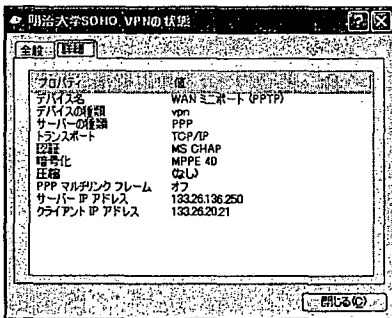 明治大学SOHO_VPNの状態
全般 詳細
プロパティ 値
デバイス名 WAN ミニポート (PPTP)
デバイスの種類 vpn
サーバーの種類 PPP
トランスポート TCP/IP
認証 MS CHAP
暗号化 MPPE 40
圧縮 (なし)
PPP マルチリンク フレーム オフ
サーバー IP アドレス 133.26.136.250
クライアント IP アドレス 133.26.20.21
閉じる(C)